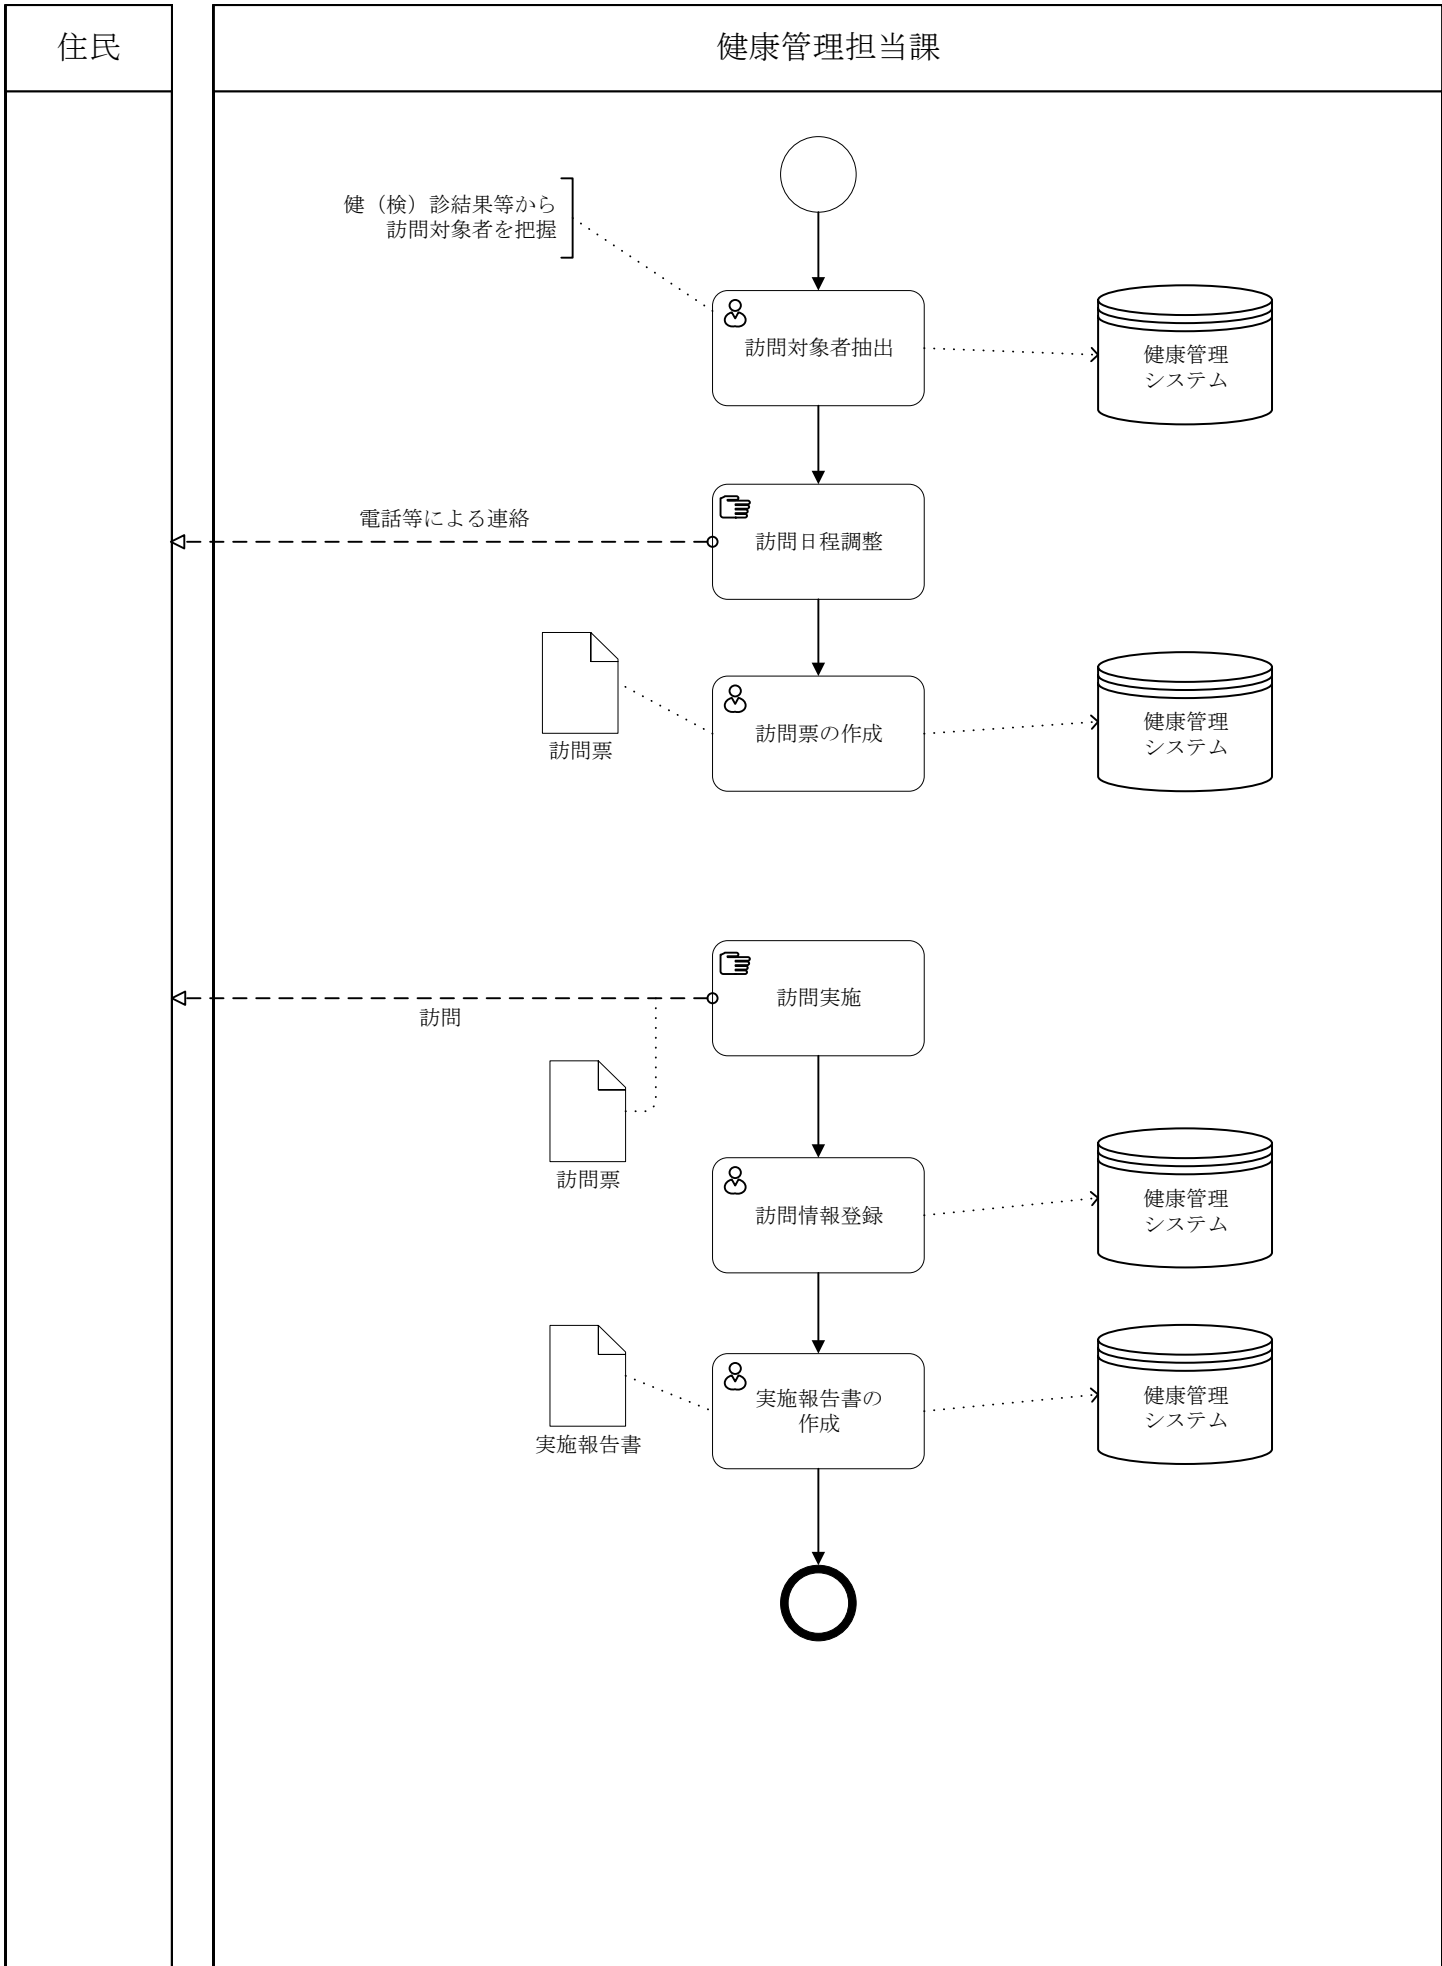 住民
健康管理担当課
健（検）診結果等から
訪問対象者を把握
訪問対象者抽出
健康管理
システム
電話等による連絡
訪問日程調整
訪問票
訪問票の作成
健康管理
システム
訪問実施
訪問
訪問票
訪問情報登録
健康管理
システム
実施報告書
実施報告書の
作成
健康管理
システム